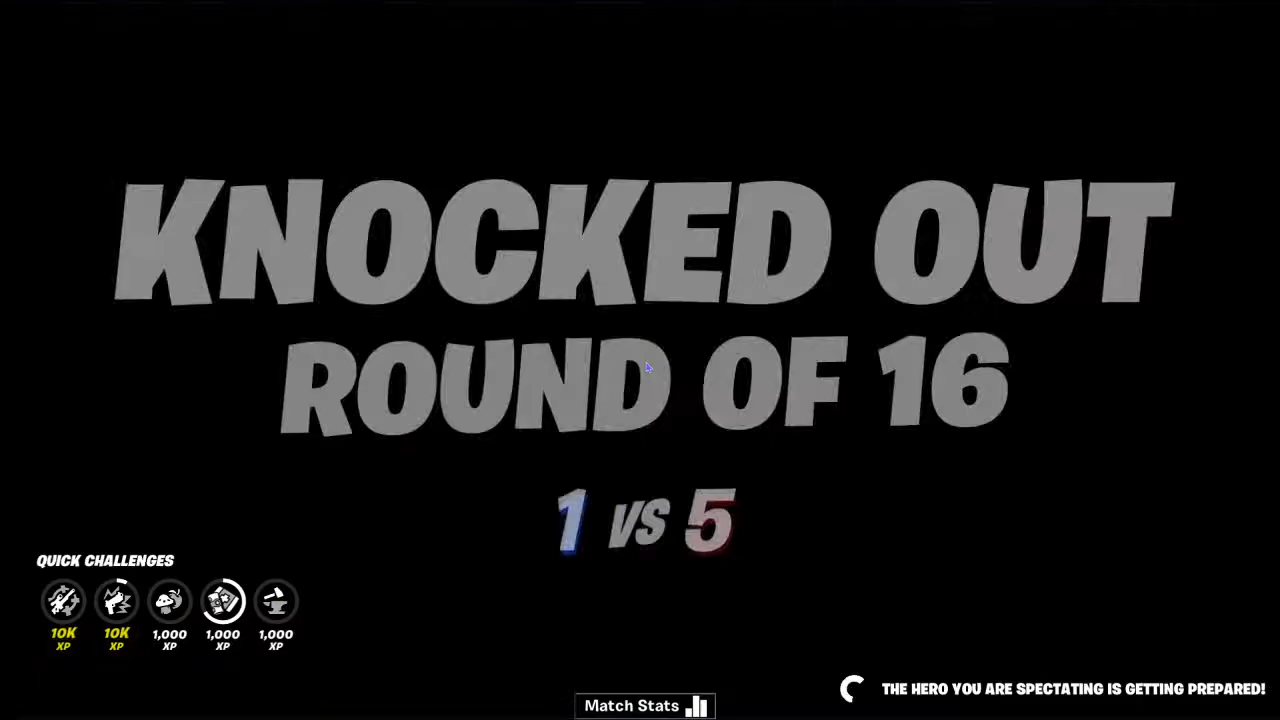 KNOCKED OUT
ROUND OF 16
1 VS 5
QUICK CHALLENGES
10K 10K 1,000 1,000 1,000
XP XP XP XP XP
THE HERO YOU ARE SPECTATING IS GETTING PREPARED!
Match Stats